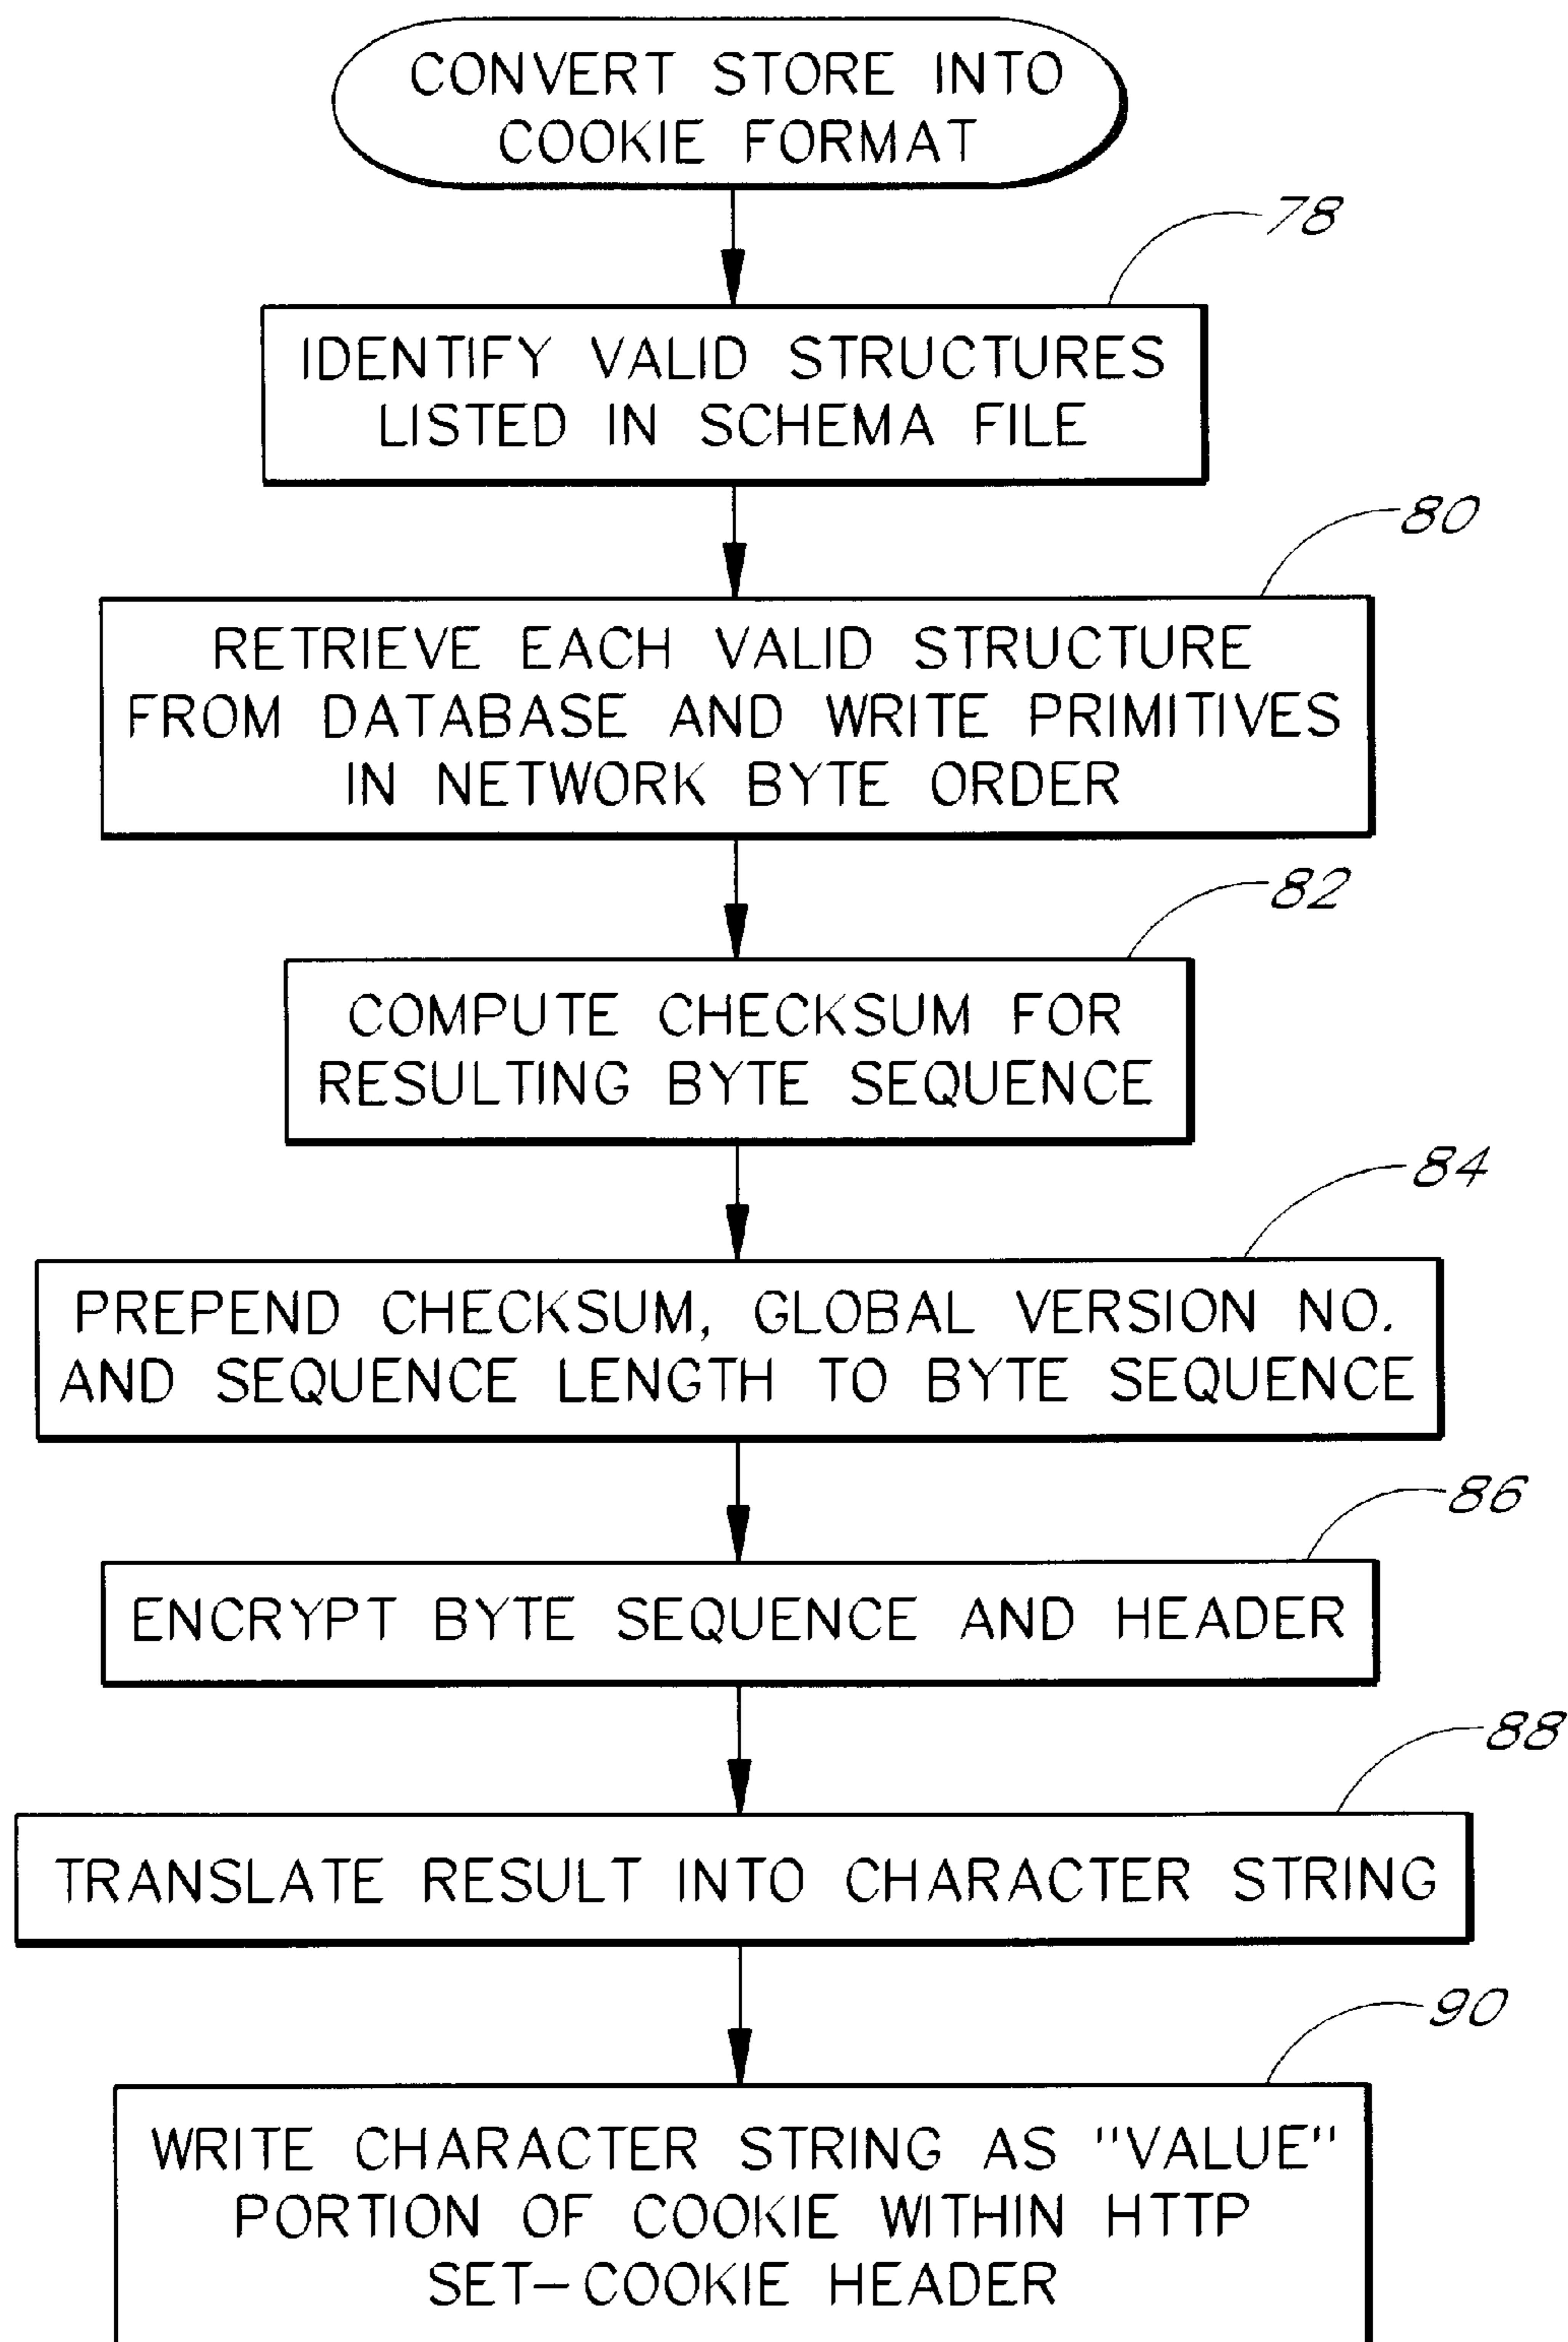 CONVERT STORE INTO
COOKIE FORMAT
78
IDENTIFY VALID STRUCTURES
LISTED IN SCHEMA FILE
80
RETRIEVE EACH VALID STRUCTURE
FROM DATABASE AND WRITE PRIMITIVES
IN NETWORK BYTE ORDER
82
COMPUTE CHECKSUM FOR
RESULTING BYTE SEQUENCE
84
PREPEND CHECKSUM, GLOBAL VERSION NO.
AND SEQUENCE LENGTH TO BYTE SEQUENCE
86
ENCRYPT BYTE SEQUENCE AND HEADER
88
TRANSLATE RESULT INTO CHARACTER STRING
90
WRITE CHARACTER STRING AS "VALUE"
PORTION OF COOKIE WITHIN HTTP
SET-COOKIE HEADER